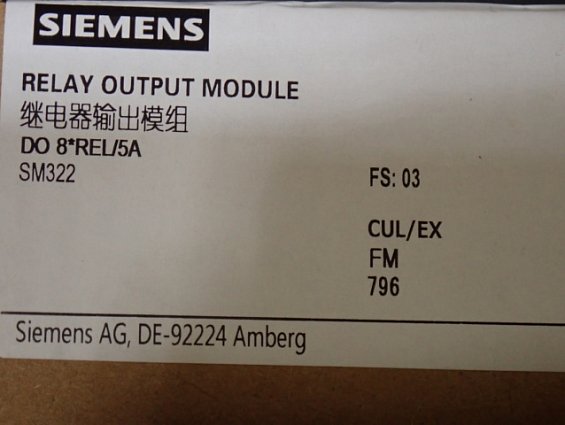 SIEMENS
RELAY OUTPUT MODULE
继电器输出模组
DO 8*REL/5A
SM322
FS: 03
CUL/EX
FM
796
Siemens AG, DE-92224 Amberg